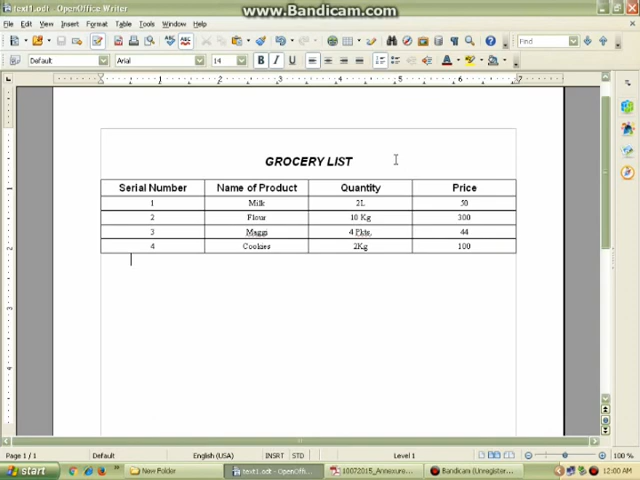 www.Bandicam.com
text1.odt - OpenOffice Writer
File Edit View Insert Format Table Tools Window Help
Find
Default Arial 14 B I U
GROCERY LIST
Serial Number Name of Product Quantity Price
1 Milk 2L 50
2 Flour 10 Kg 300
3 Maggi 4 Pkts. 44
4 Cookies 2Kg 100
Page 1 / 1 Default English (USA) INSRT STD Level 1 100 %
start New Folder text1.odt - OpenOffi... 10072015_Annexure... Bandicam (Unregister... 12:00 AM